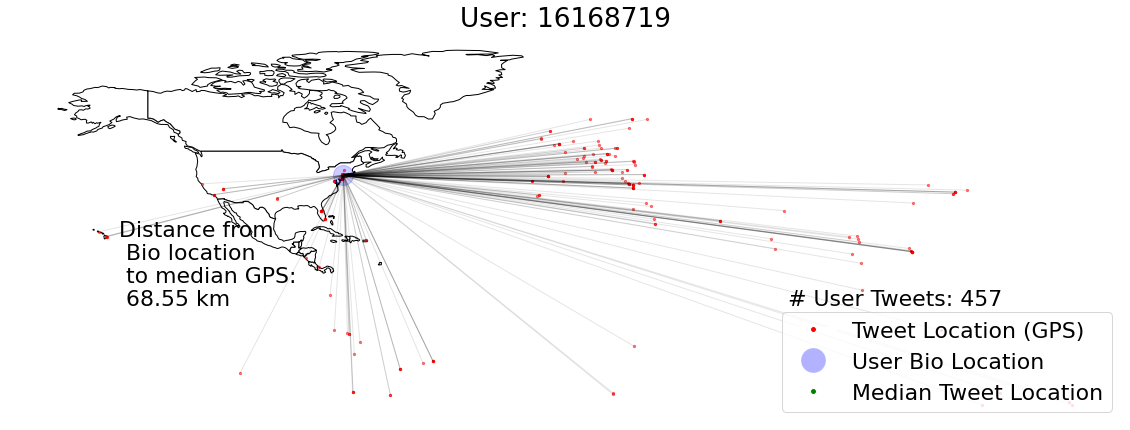 User: 16168719
Distance from
Bio location
to median GPS:
68.55 km
# User Tweets: 457
Tweet Location (GPS)
User Bio Location
Median Tweet Location